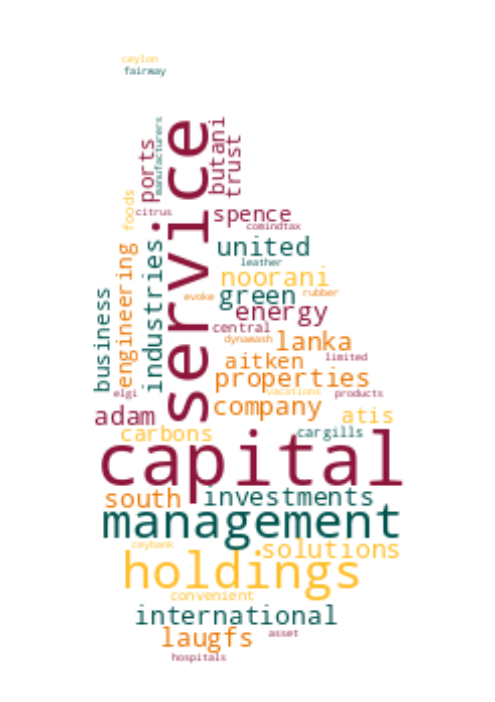 ceylon
fairway
manufacturers
service
butani
ports
trust
foods
citrus
spence
comindtax
united
industries
engineering
leather
noorani
business
evoke
green
rubber
energy
central
dynawash
lanka
limited
aitken
properties
elgi
vacations
products
adam
company
atis
carbons
cargills
capital
south
investments
management
ceybank
solutions
holdings
convenient
international
laugfs
asset
hospitals